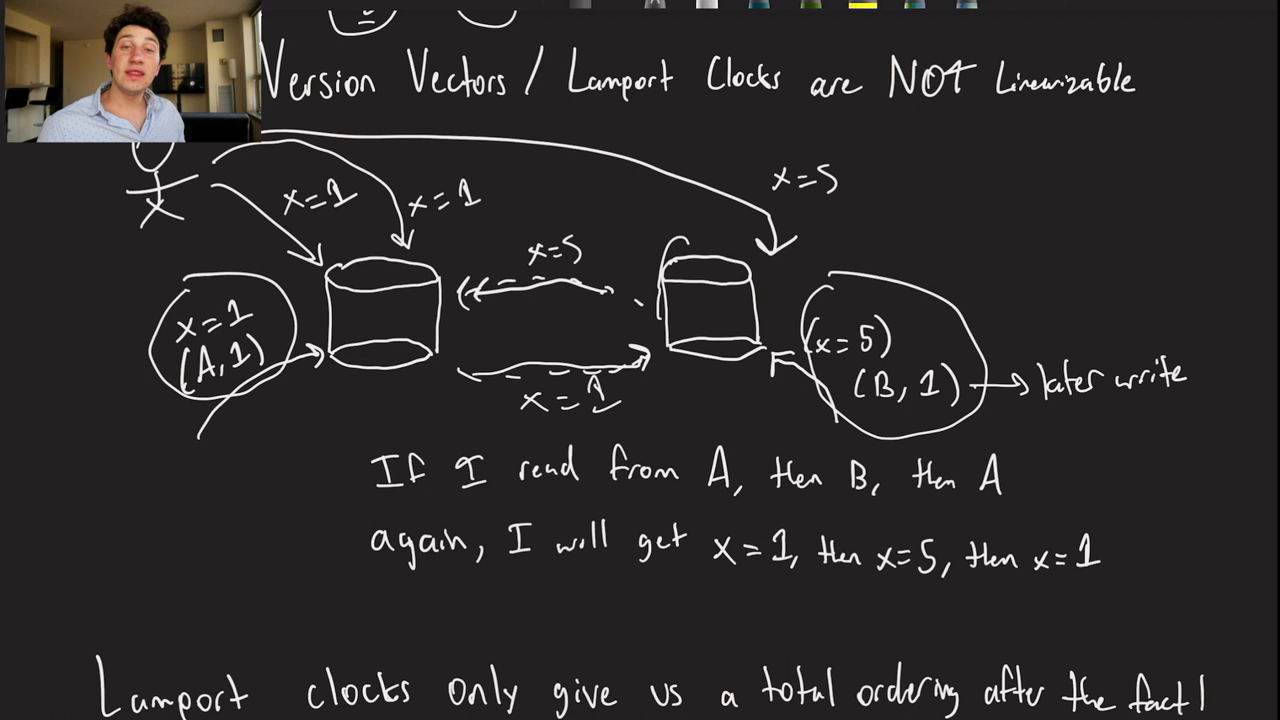 Version Vectors / Lamport Clocks are NOT Linearizable
x=5
x=1
x=1
x=5
x=1
(A,1)
(x=5)
(B,1) → later write
x=1
If I read from A, then B, then A
again, I will get x=1, then x=5, then x=1
Lamport clocks only give us a total ordering after the fact!